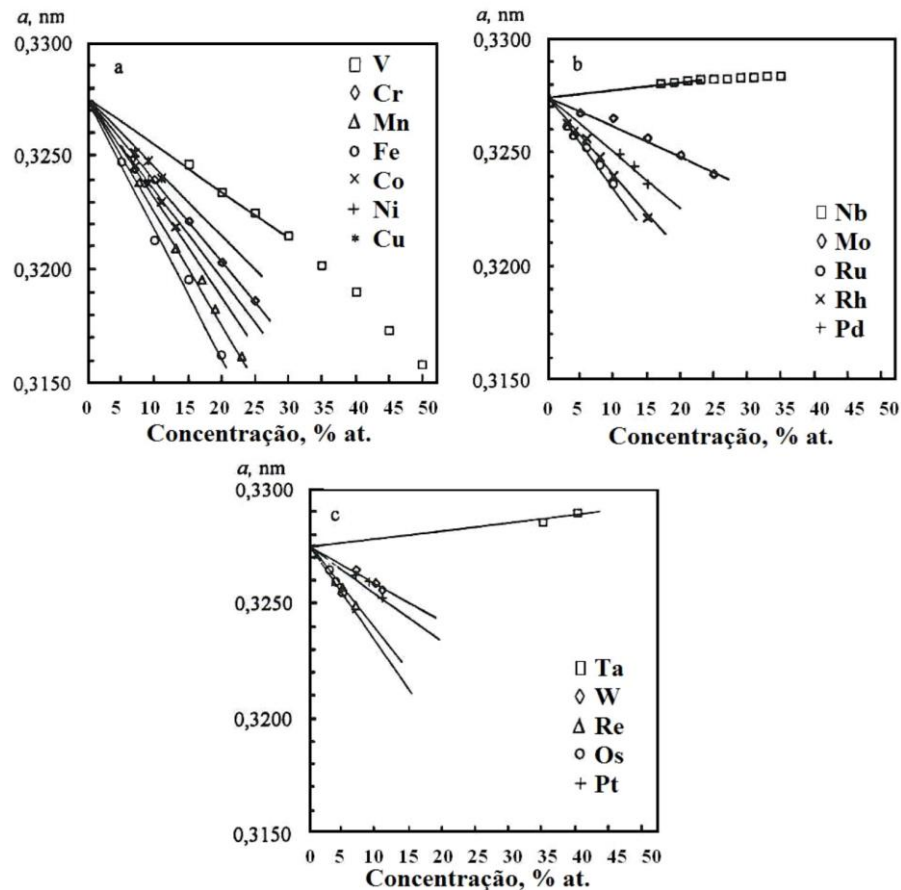 a, nm
0,3300
0,3250
0,3200
0,3150
a
V
Cr
Mn
Fe
Co
Ni
Cu
0 5 10 15 20 25 30 35 40 45 50
Concentração, % at.
a, nm
0,3300
0,3250
0,3200
0,3150
b
Nb
Mo
Ru
Rh
Pd
0 5 10 15 20 25 30 35 40 45 50
Concentração, % at.
a, nm
0,3300
0,3250
0,3200
0,3150
c
Ta
W
Re
Os
Pt
0 5 10 15 20 25 30 35 40 45 50
Concentração, % at.